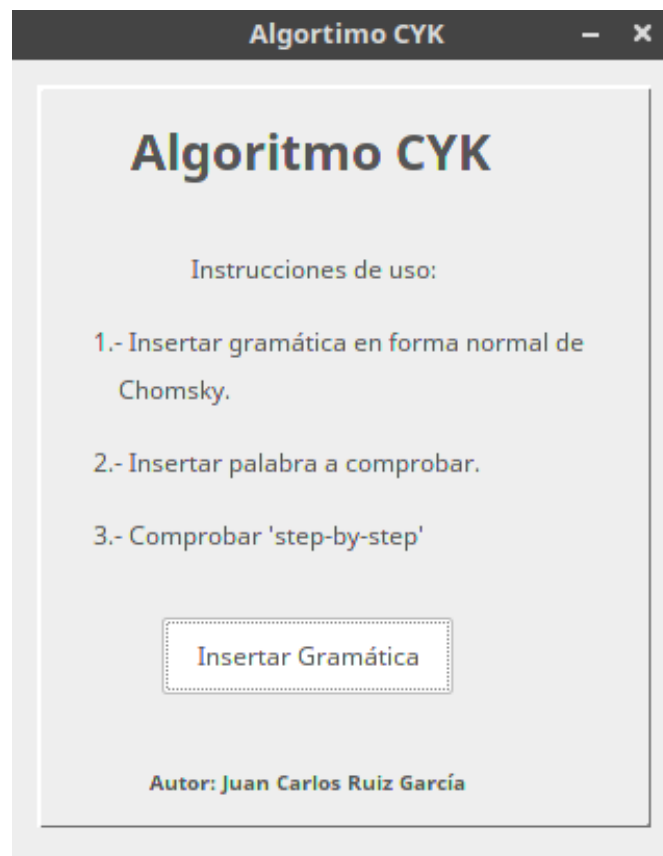 Algortimo CYK
Algoritmo CYK
Instrucciones de uso:
1.- Insertar gramática en forma normal de
Chomsky.
2.- Insertar palabra a comprobar.
3.- Comprobar 'step-by-step'
Insertar Gramática
Autor: Juan Carlos Ruiz García